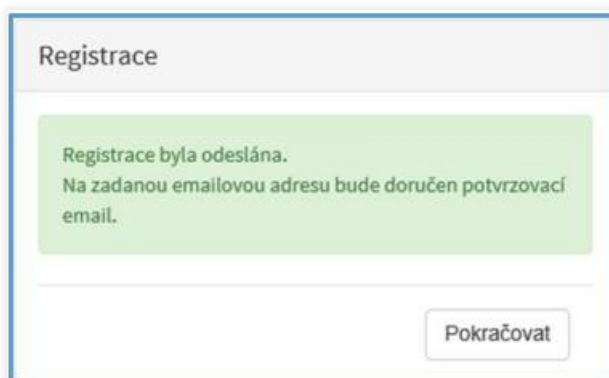 Registrace
Registrace byla odeslána.
Na zadanou emailovou adresu bude doručen potvrzovací
email.
Pokračovat